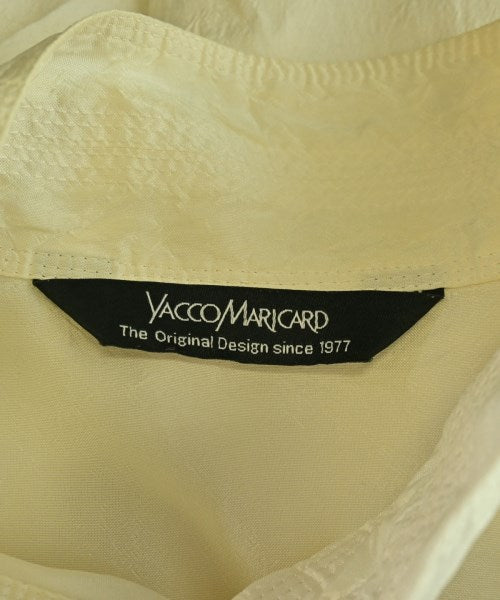 YACCOMARICARD
The Original Design since 1977